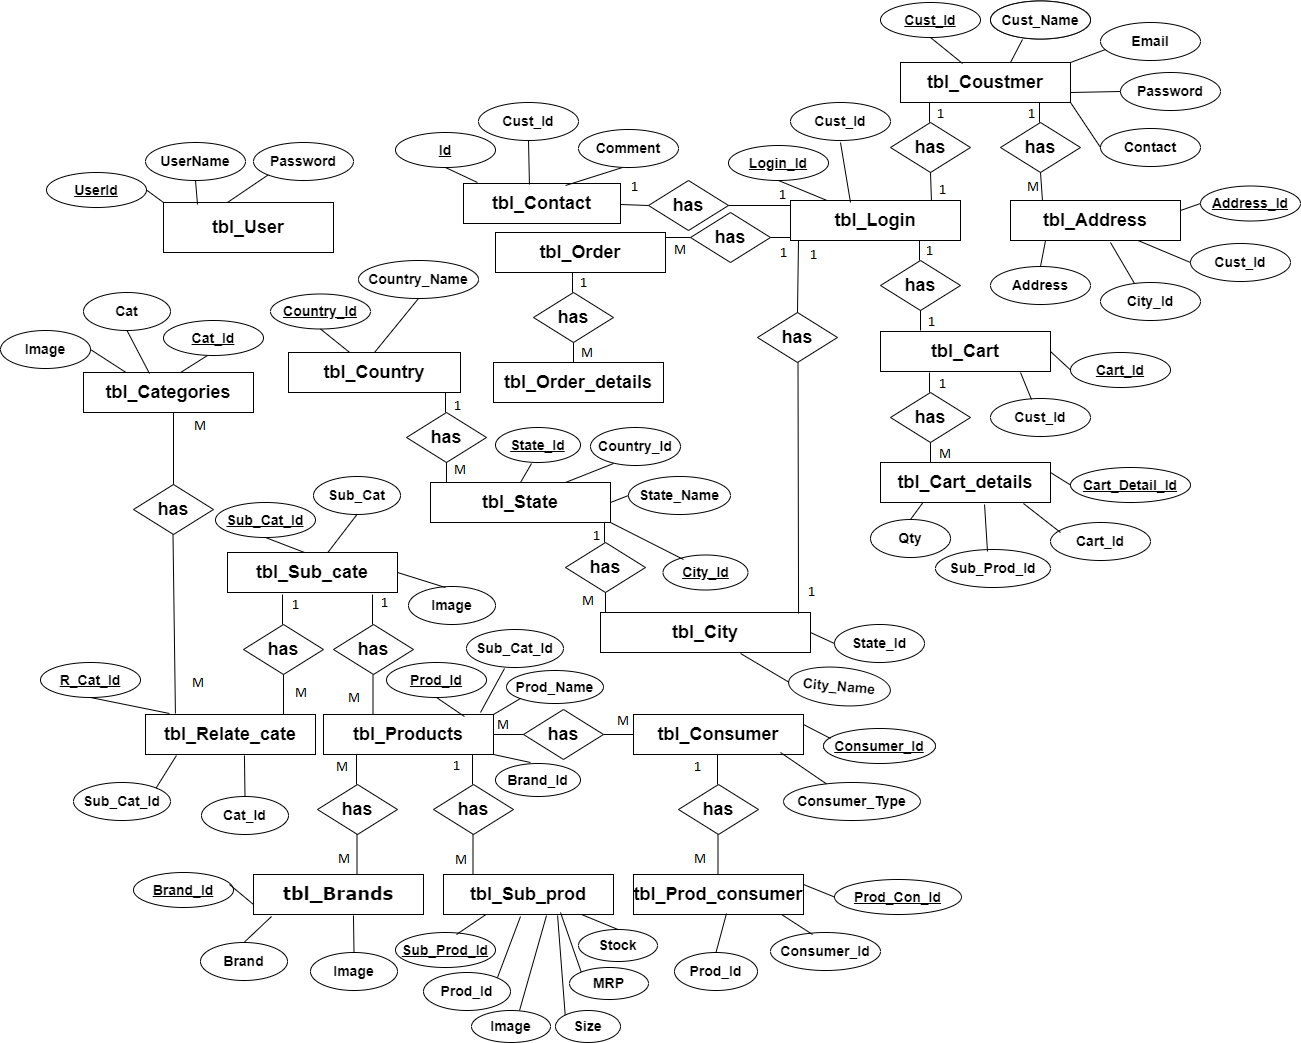 Cust_Id
Cust_Name
Email
tbl_Coustmer
Password
Contact
1
1
has
has
1
M
Cust_Id
Id
Comment
Cust_Id
Login_Id
tbl_Contact
1
has
1
tbl_Login
tbl_Address
Address_Id
Cust_Id
City_Id
Address
UserName
Password
UserId
tbl_User
tbl_Order
M
has
1
1
1
has
M
tbl_Order_details
has
1
tbl_Cart
Cart_Id
Cust_Id
1
has
M
tbl_Cart_details
Cart_Detail_Id
Qty
Sub_Prod_Id
Cart_Id
1
has
1
Country_Name
Country_Id
tbl_Country
1
has
M
State_Id
Country_Id
State_Name
tbl_State
City_Id
1
has
M
tbl_City
State_Id
City_Name
Cat
Cat_Id
Image
tbl_Categories
M
has
M
Sub_Cat
Sub_Cat_Id
tbl_Sub_cate
Image
1
1
has
has
M
M
R_Cat_Id
tbl_Relate_cate
Sub_Cat_Id
Cat_Id
Sub_Cat_Id
Prod_Id
Prod_Name
tbl_Products
Brand_Id
M
has
M
tbl_Consumer
Consumer_Id
Consumer_Type
M
has
M
1
has
M
1
has
M
Brand_Id
tbl_Brands
Brand
Image
tbl_Sub_prod
Sub_Prod_Id
Prod_Id
Image
Size
MRP
Stock
tbl_Prod_consumer
Prod_Con_Id
Consumer_Id
Prod_Id